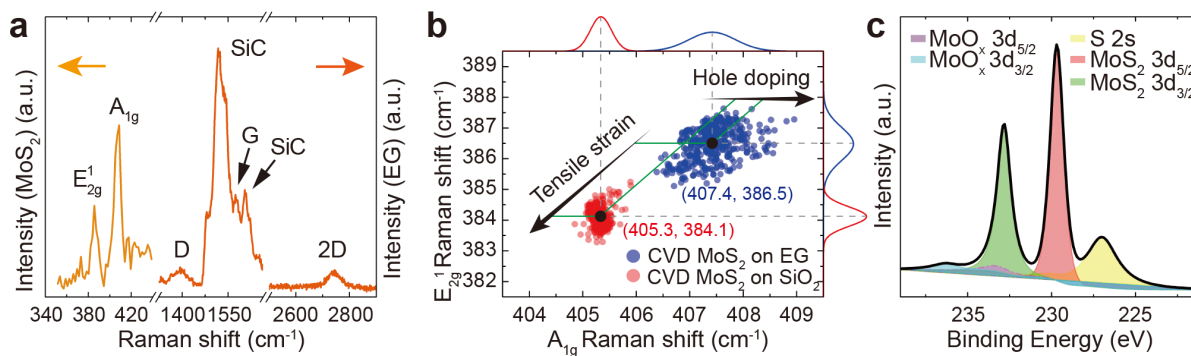 a
Intensity (MoS₂) (a.u.)
E¹₂g
A₁g
SiC
G
SiC
D
2D
Intensity (EG) (a.u.)
340 380 420 1400 1550 2600 2800
Raman shift (cm⁻¹)
b
E₂g¹ Raman shift (cm⁻¹)
389
388
387
386
385
384
383
382
Hole doping
Tensile strain
(407.4, 386.5)
(405.3, 384.1)
CVD MoS₂ on EG
CVD MoS₂ on SiO₂
404 405 406 407 408 409
A₁g Raman shift (cm⁻¹)
c
Intensity (a.u.)
MoOₓ 3d₅/₂
MoOₓ 3d₃/₂
S 2s
MoS₂ 3d₅/₂
MoS₂ 3d₃/₂
235 230 225
Binding Energy (eV)